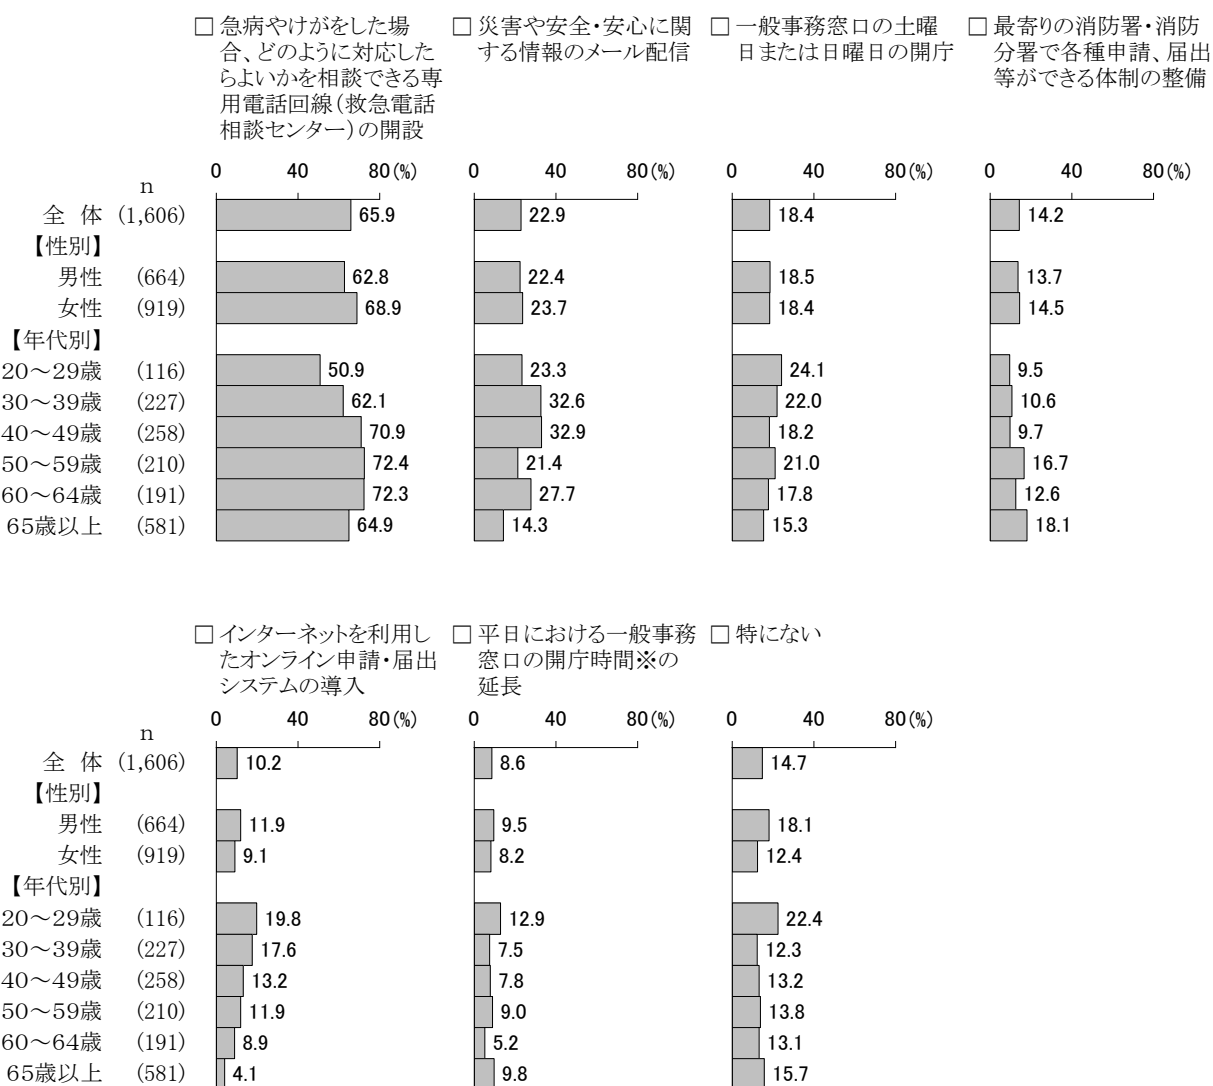 □ 急病やけがをした場
合、どのように対応した
らよいかを相談できる専
用電話回線(救急電話
相談センター)の開設
□ 災害や安全・安心に関
する情報のメール配信
□ 一般事務窓口の土曜
日または日曜日の開庁
□ 最寄りの消防署・消防
分署で各種申請、届出
等ができる体制の整備
0 40 80(%) 0 40 80(%) 0 40 80(%) 0 40 80(%)
n
全 体 (1,606) 65.9 22.9 18.4 14.2
【性別】
男性 (664) 62.8 22.4 18.5 13.7
女性 (919) 68.9 23.7 18.4 14.5
【年代別】
20～29歳 (116) 50.9 23.3 24.1 9.5
30～39歳 (227) 62.1 32.6 22.0 10.6
40～49歳 (258) 70.9 32.9 18.2 9.7
50～59歳 (210) 72.4 21.4 21.0 16.7
60～64歳 (191) 72.3 27.7 17.8 12.6
65歳以上 (581) 64.9 14.3 15.3 18.1
□ インターネットを利用し
たオンライン申請・届出
システムの導入
□ 平日における一般事務
窓口の開庁時間※の
延長
□ 特にない
0 40 80(%) 0 40 80(%) 0 40 80(%)
n
全 体 (1,606) 10.2 8.6 14.7
【性別】
男性 (664) 11.9 9.5 18.1
女性 (919) 9.1 8.2 12.4
【年代別】
20～29歳 (116) 19.8 12.9 22.4
30～39歳 (227) 17.6 7.5 12.3
40～49歳 (258) 13.2 7.8 13.2
50～59歳 (210) 11.9 9.0 13.8
60～64歳 (191) 8.9 5.2 13.1
65歳以上 (581) 4.1 9.8 15.7